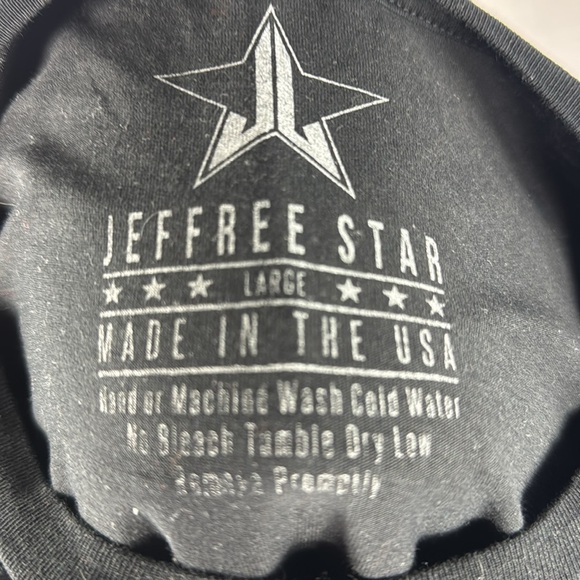 JEFFREE STAR
LARGE
MADE IN THE USA
Hand or Machine Wash Cold Water
No Bleach Tumble Dry Low
Remove Promptly